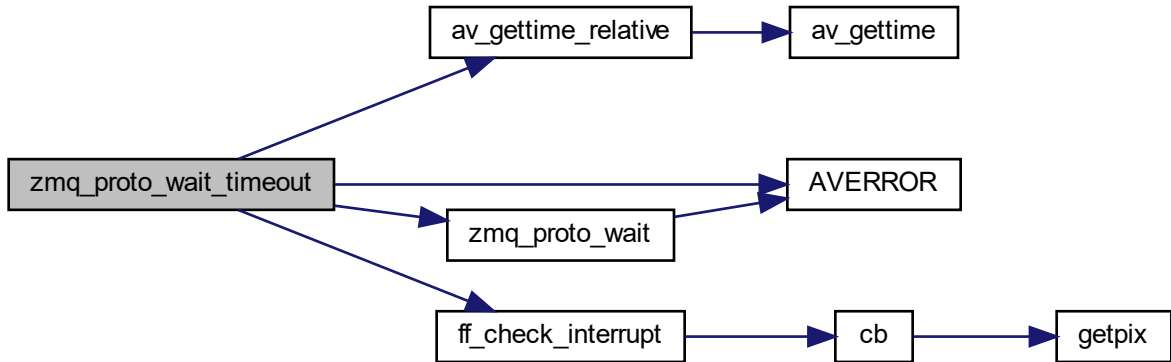 av_gettime_relative
av_gettime
zmq_proto_wait_timeout
AVERROR
zmq_proto_wait
ff_check_interrupt
cb
getpix